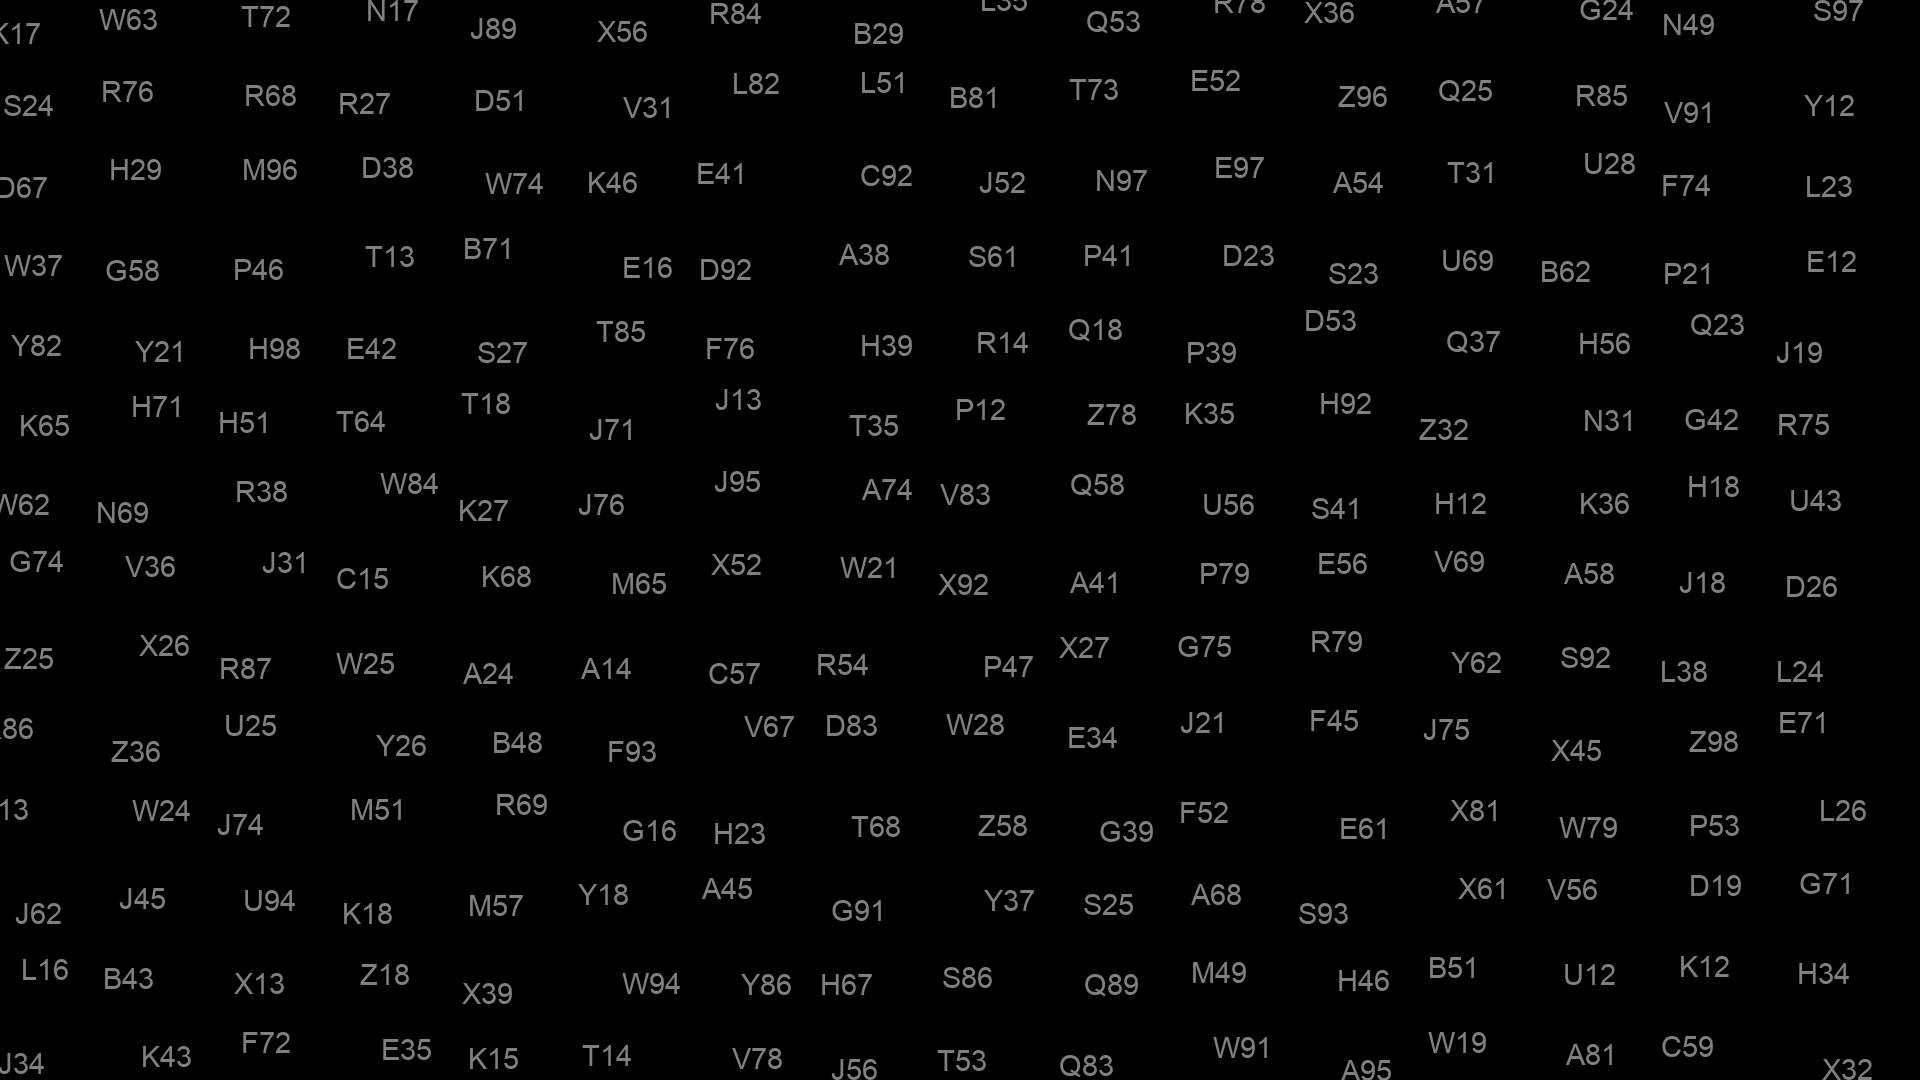 K17 W63 T72 N17 J89 X56 R84 B29 L35 Q53 R78 X36 A57 G24 N49 S97
S24 R76 R68 R27 D51 V31 L82 L51 B81 T73 E52 Z96 Q25 R85 V91 Y12
D67 H29 M96 D38 W74 K46 E41 C92 J52 N97 E97 A54 T31 U28 F74 L23
W37 G58 P46 T13 B71 E16 D92 A38 S61 P41 D23 S23 U69 B62 P21 E12
Y82 Y21 H98 E42 S27 T85 F76 H39 R14 Q18 P39 D53 Q37 H56 Q23 J19
K65 H71 H51 T64 T18 J71 J13 T35 P12 Z78 K35 H92 Z32 N31 G42 R75
W62 N69 R38 W84 K27 J76 J95 A74 V83 Q58 U56 S41 H12 K36 H18 U43
G74 V36 J31 C15 K68 M65 X52 W21 X92 A41 P79 E56 V69 A58 J18 D26
Z25 X26 R87 W25 A24 A14 C57 R54 P47 X27 G75 R79 Y62 S92 L38 L24
86 Z36 U25 Y26 B48 F93 V67 D83 W28 E34 J21 F45 J75 X45 Z98 E71
13 W24 J74 M51 R69 G16 H23 T68 Z58 G39 F52 E61 X81 W79 P53 L26
J62 J45 U94 K18 M57 Y18 A45 G91 Y37 S25 A68 S93 X61 V56 D19 G71
L16 B43 X13 Z18 X39 W94 Y86 H67 S86 Q89 M49 H46 B51 U12 K12 H34
J34 K43 F72 E35 K15 T14 V78 J56 T53 Q83 W91 A95 W19 A81 C59 X32